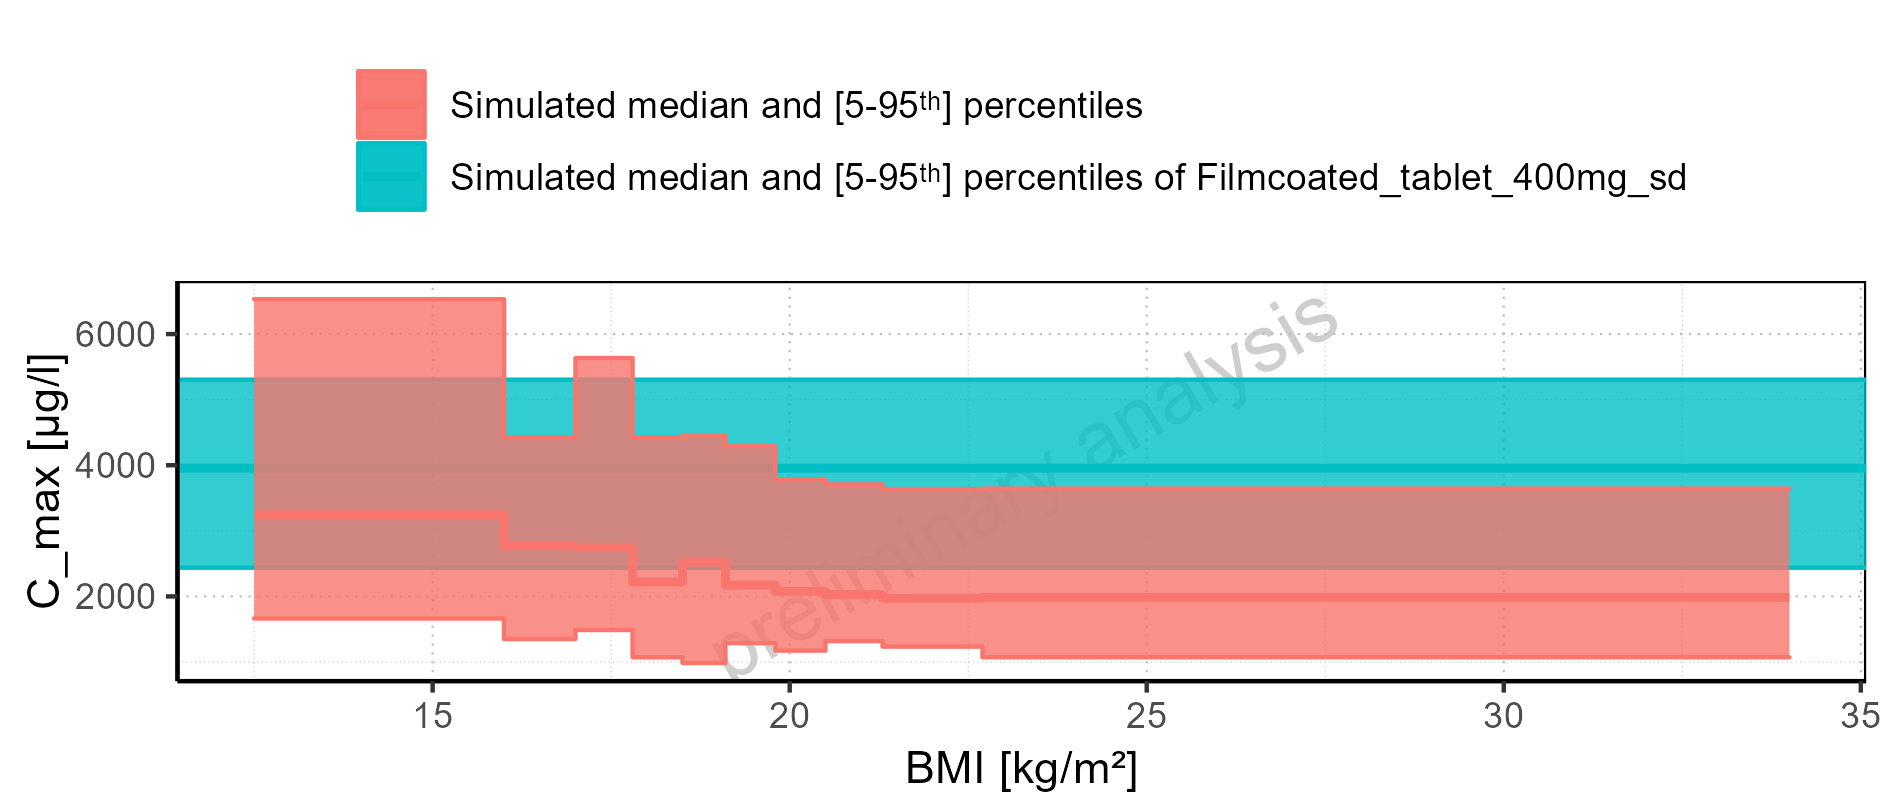 Simulated median and [5-95ᵗʰ] percentiles
Simulated median and [5-95ᵗʰ] percentiles of Filmcoated_tablet_400mg_sd
C_max [µg/l]
6000
4000
2000
preliminary analysis
15 20 25 30 35
BMI [kg/m²]